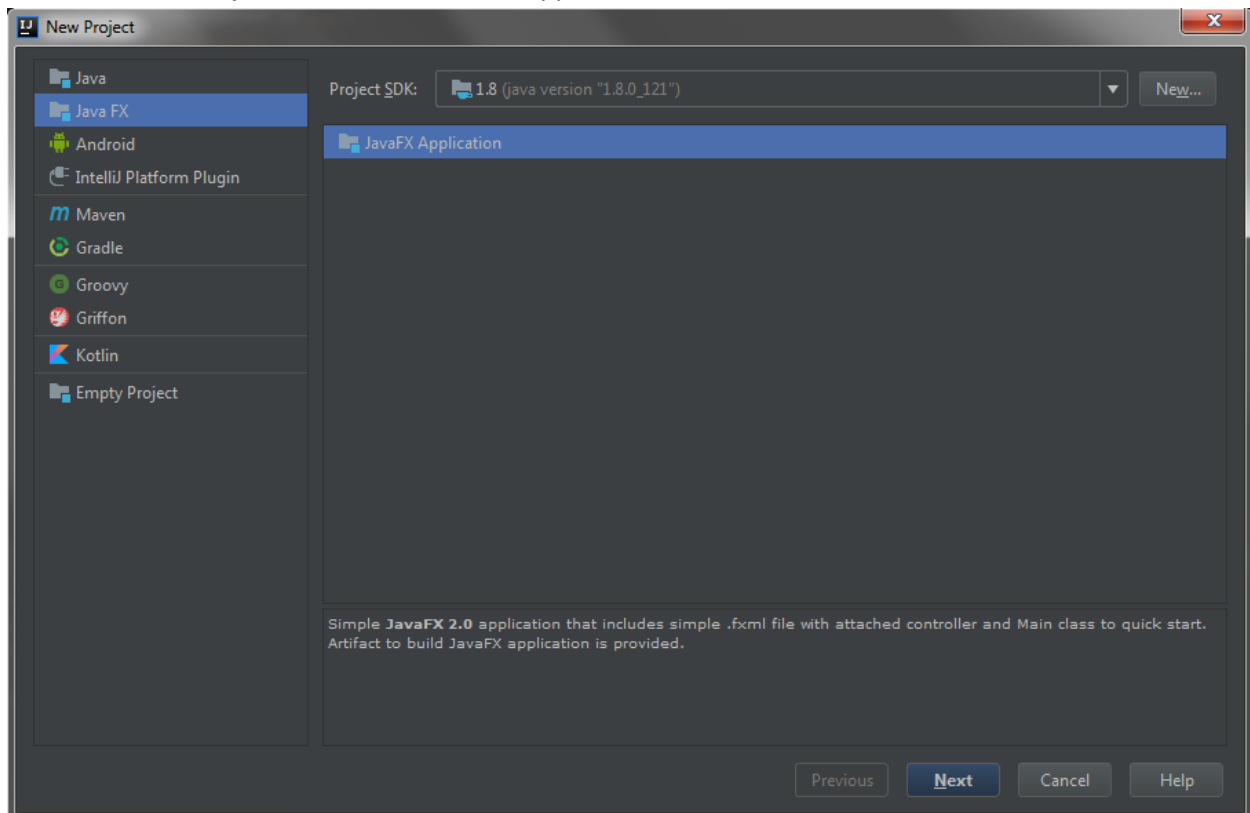 New Project
Java
Java FX
Android
IntelliJ Platform Plugin
Maven
Gradle
Groovy
Griffon
Kotlin
Empty Project
Project SDK: 1.8 (java version "1.8.0_121") New...
JavaFX Application
Simple JavaFX 2.0 application that includes simple .fxml file with attached controller and Main class to quick start.
Artifact to build JavaFX application is provided.
Previous Next Cancel Help